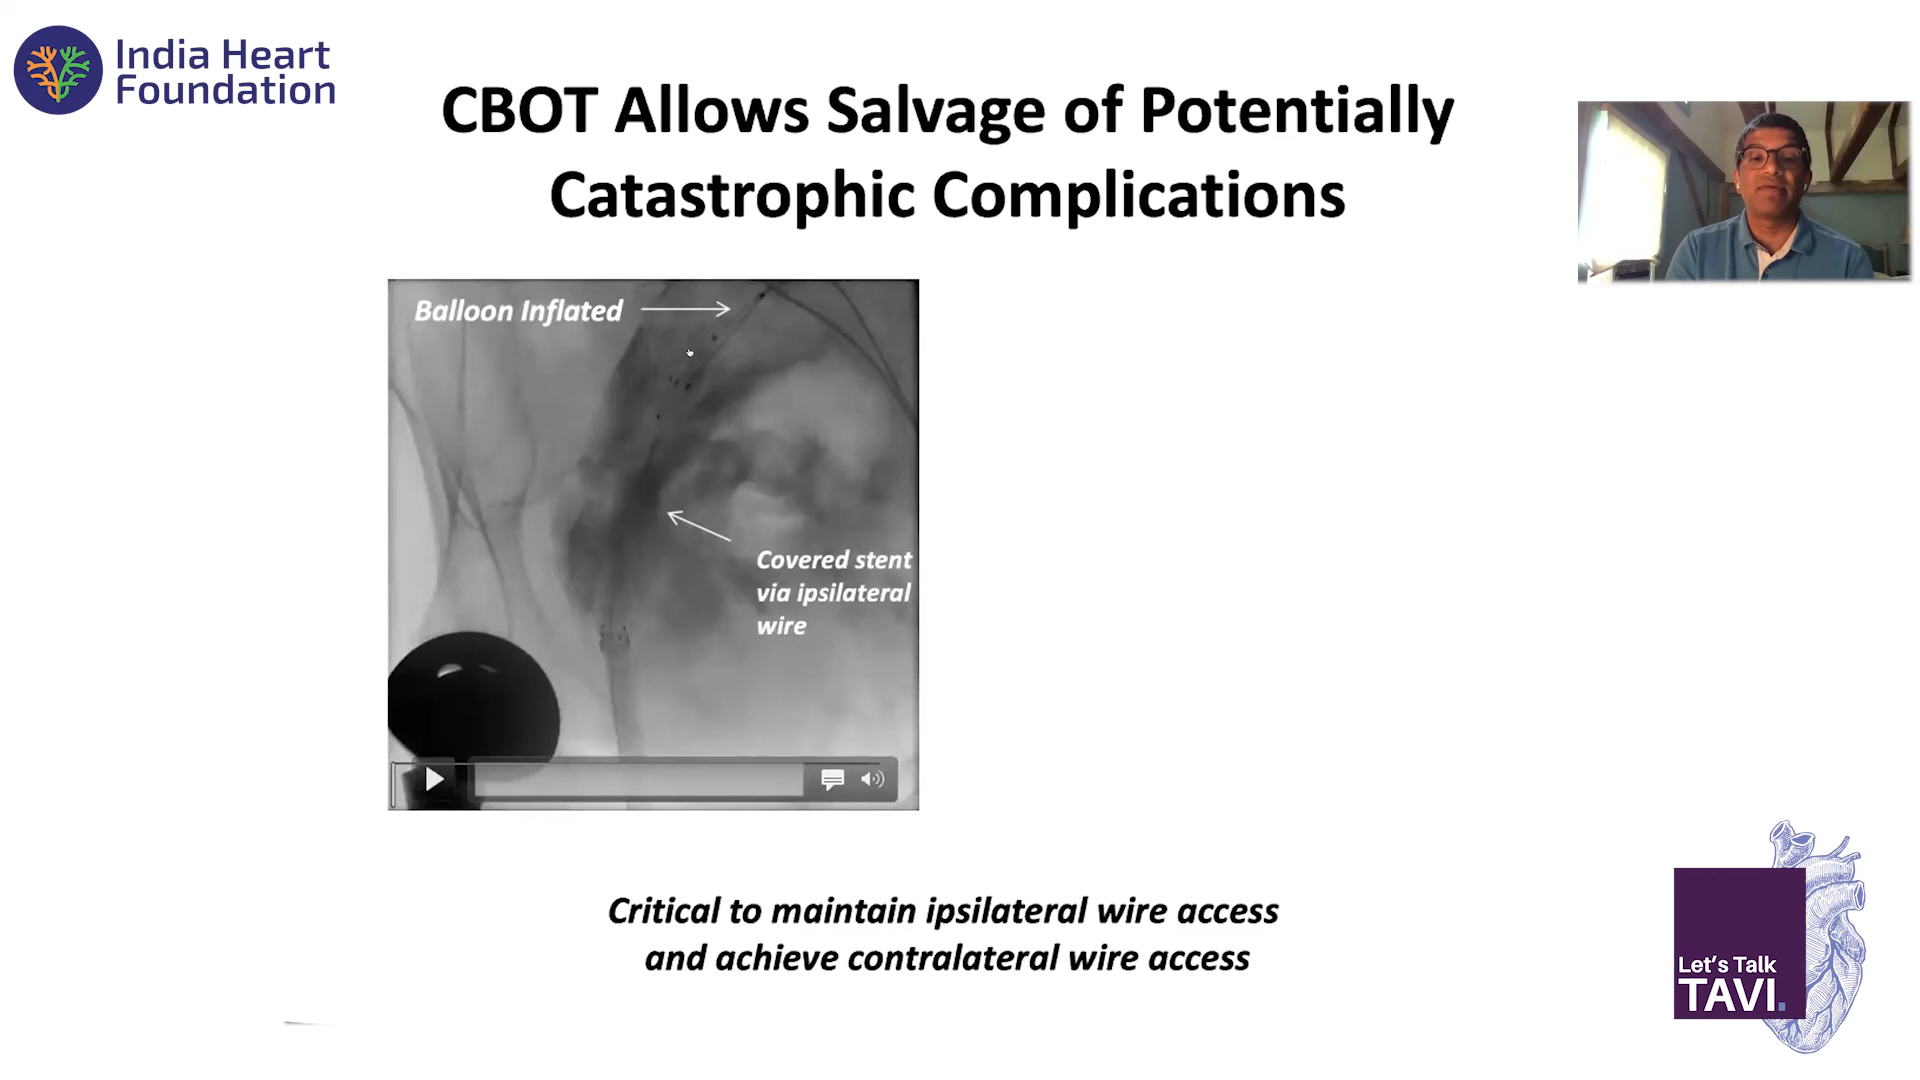 India Heart
Foundation
CBOT Allows Salvage of Potentially
Catastrophic Complications
Balloon Inflated
Covered stent
via ipsilateral
wire
Critical to maintain ipsilateral wire access
and achieve contralateral wire access
Let's Talk
TAVI.